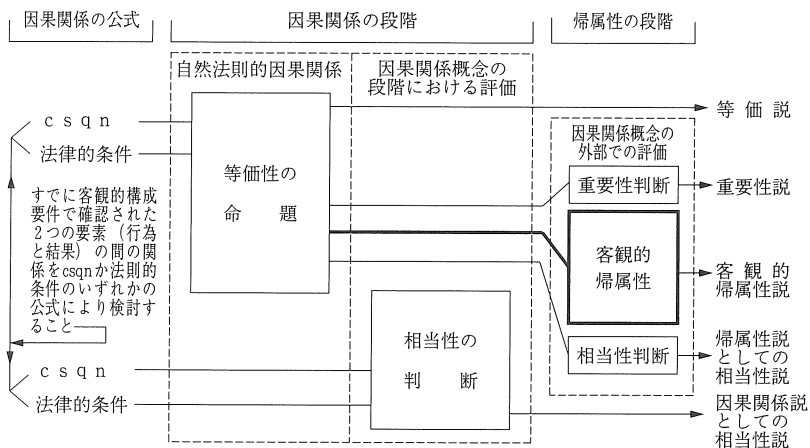 因果関係の公式
因果関係の段階
帰属性の段階
自然法則的因果関係
因果関係概念の
段階における評価
csqn
法律的条件
等価性の
命題
等価説
因果関係概念の
外部での評価
重要性判断
重要性説
すでに客観的構成
要件で確認された
2つの要素（行為
と結果）の間の関
係をcsqnか法則的
条件のいずれかの
公式により検討す
ること
客観的
帰属性
客観的
帰属性説
相当性の
判断
相当性判断
帰属性説
としての
相当性説
csqn
法律的条件
因果関係説
としての
相当性説